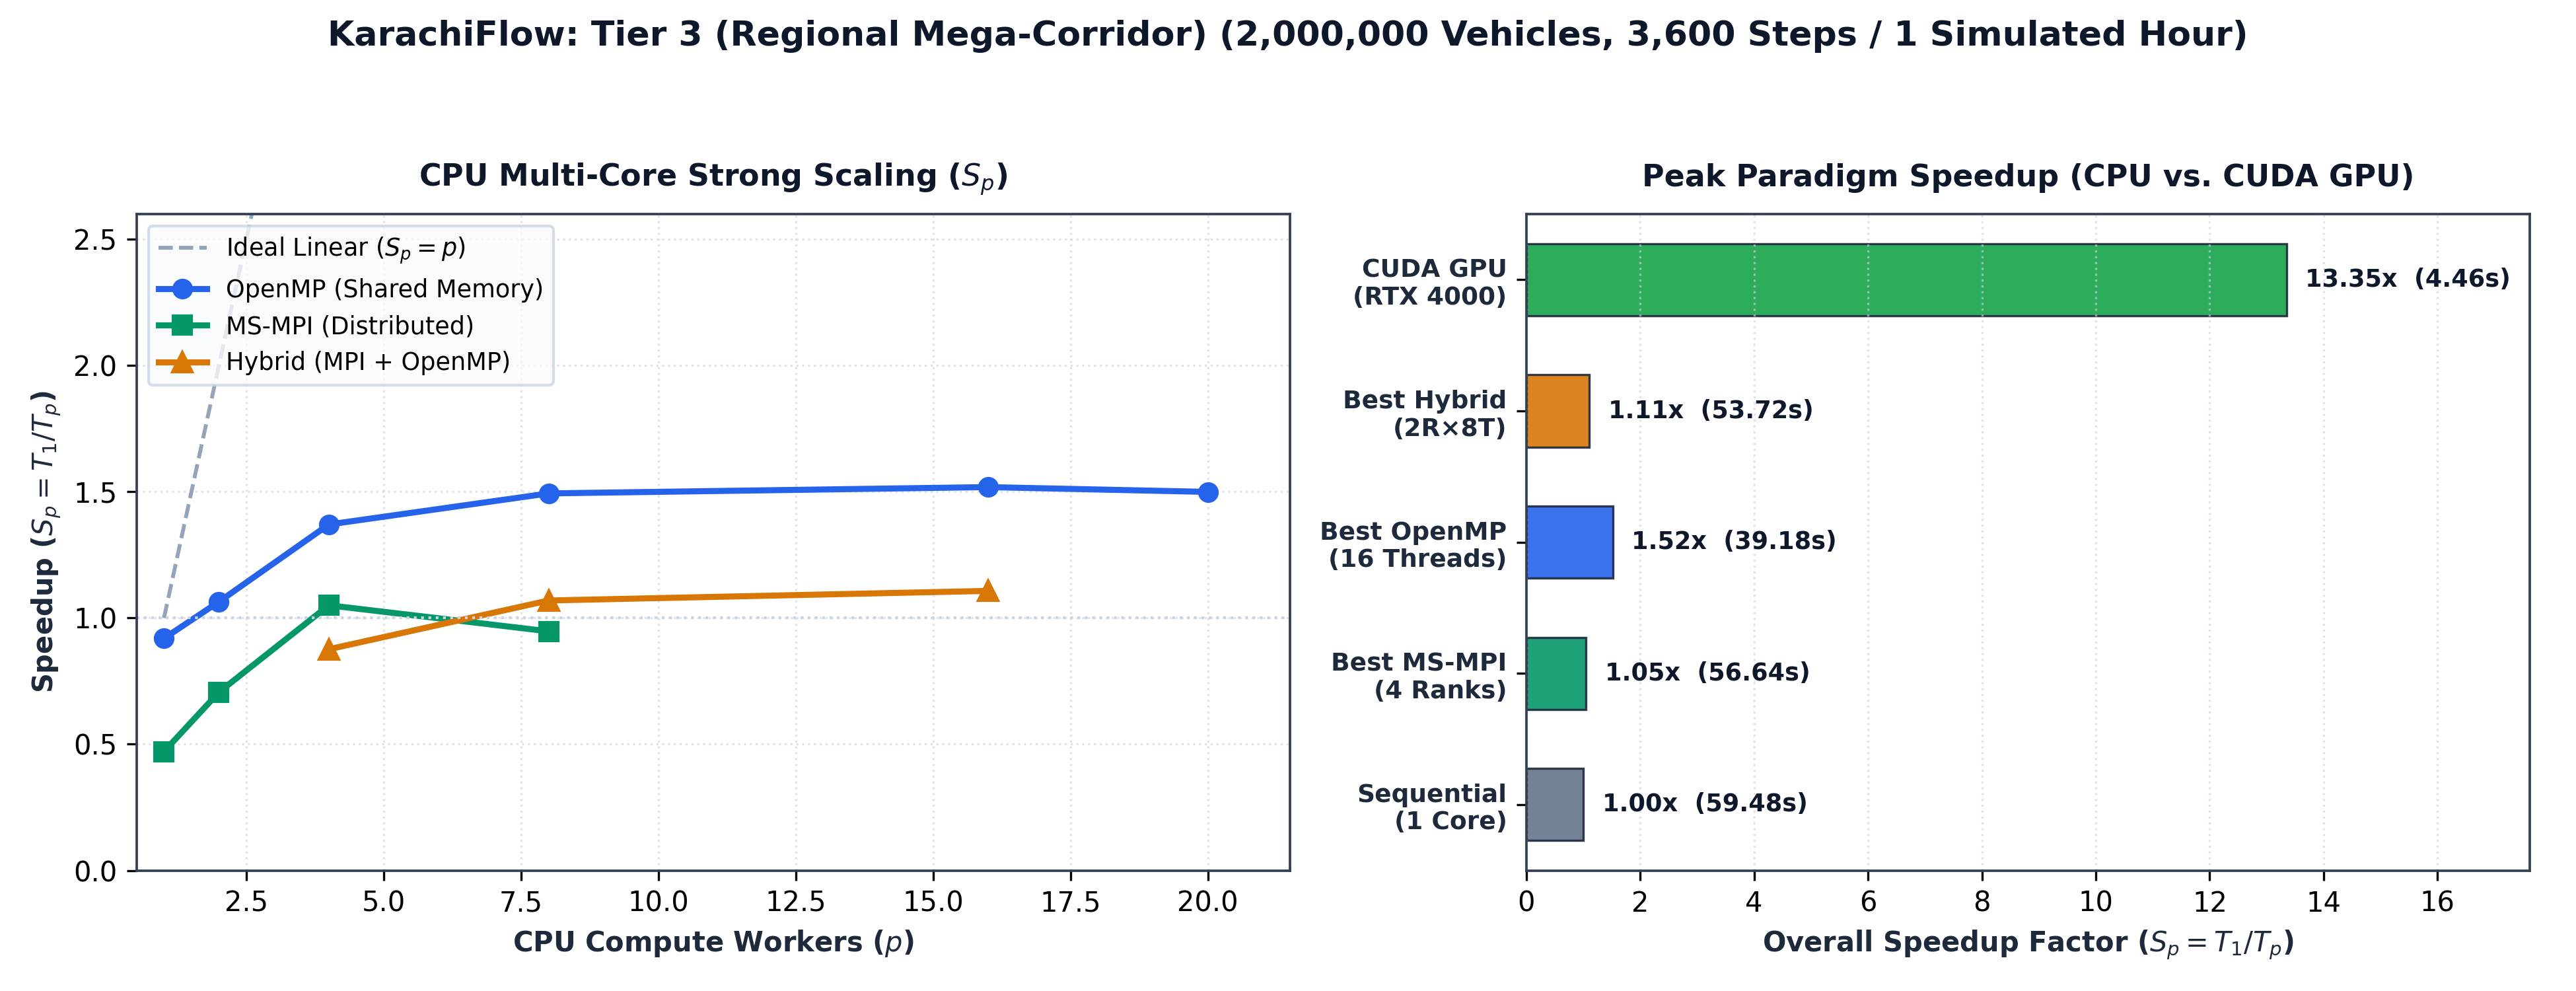 KarachiFlow: Tier 3 (Regional Mega-Corridor) (2,000,000 Vehicles, 3,600 Steps / 1 Simulated Hour)
CPU Multi-Core Strong Scaling (Sp)
Speedup (Sp = T1/Tp)
2.5
2.0
1.5
1.0
0.5
0.0
Ideal Linear (Sp = p)
OpenMP (Shared Memory)
MS-MPI (Distributed)
Hybrid (MPI + OpenMP)
2.5 5.0 7.5 10.0 12.5 15.0 17.5 20.0
CPU Compute Workers (p)
Peak Paradigm Speedup (CPU vs. CUDA GPU)
CUDA GPU
(RTX 4000)
13.35x (4.46s)
Best Hybrid
(2R×8T)
1.11x (53.72s)
Best OpenMP
(16 Threads)
1.52x (39.18s)
Best MS-MPI
(4 Ranks)
1.05x (56.64s)
Sequential
(1 Core)
1.00x (59.48s)
0 2 4 6 8 10 12 14 16
Overall Speedup Factor (Sp = T1/Tp)